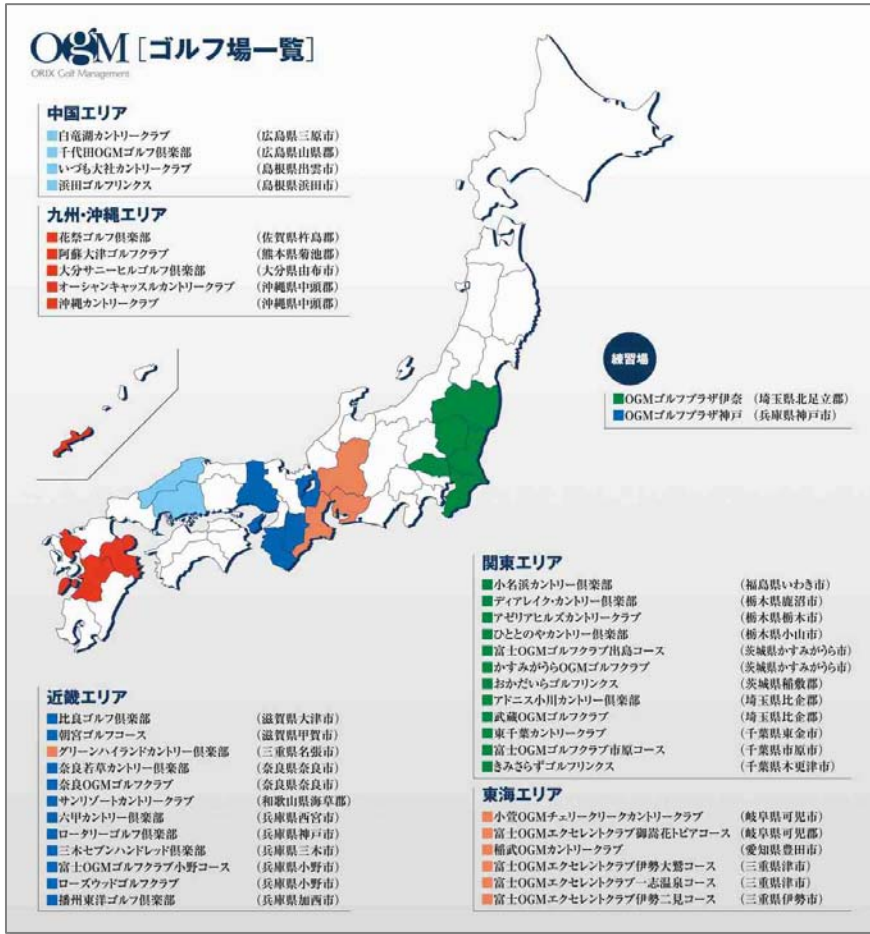 OGM [ゴルフ場一覧]
ORIX Golf Management
中国エリア
白竜湖カントリークラブ (広島県三原市)
千代田OGMゴルフ倶楽部 (広島県山県郡)
いづも大社カントリークラブ (島根県出雲市)
浜田ゴルフリンクス (島根県浜田市)
九州・沖縄エリア
花祭ゴルフ倶楽部 (佐賀県杵島郡)
阿蘇大津ゴルフクラブ (熊本県菊池郡)
大分サニーヒルゴルフ倶楽部 (大分県由布市)
オーシャンキャッスルカントリークラブ (沖縄県中頭郡)
沖縄カントリークラブ (沖縄県中頭郡)
練習場
OGMゴルフプラザ伊奈 (埼玉県北足立郡)
OGMゴルフプラザ神戸 (兵庫県神戸市)
関東エリア
小名浜カントリー倶楽部 (福島県いわき市)
ディアレイク・カントリー倶楽部 (栃木県鹿沼市)
アゼリアヒルズカントリークラブ (栃木県栃木市)
ひととのやカントリー倶楽部 (栃木県小山市)
富士OGMゴルフクラブ出島コース (茨城県かすみがうら市)
かすみがうらOGMゴルフクラブ (茨城県かすみがうら市)
おかだいらゴルフリンクス (茨城県稲敷郡)
アドニス小川カントリー倶楽部 (埼玉県比企郡)
武蔵OGMゴルフクラブ (埼玉県比企郡)
東千葉カントリークラブ (千葉県東金市)
富士OGMゴルフクラブ市原コース (千葉県市原市)
きみさらずゴルフリンクス (千葉県木更津市)
近畿エリア
比良ゴルフ倶楽部 (滋賀県大津市)
朝宮ゴルフコース (滋賀県甲賀市)
グリーンハイランドカントリー倶楽部 (三重県名張市)
奈良若草カントリー倶楽部 (奈良県奈良市)
奈良OGMゴルフクラブ (奈良県奈良市)
サンリゾートカントリークラブ (和歌山県海草郡)
六甲カントリー倶楽部 (兵庫県西宮市)
ロータリーゴルフ倶楽部 (兵庫県神戸市)
三木セブンハンドレッド倶楽部 (兵庫県三木市)
富士OGMゴルフクラブ小野コース (兵庫県小野市)
ローズウッドゴルフクラブ (兵庫県小野市)
播州東洋ゴルフ倶楽部 (兵庫県加西市)
東海エリア
小萱OGMチェリークリークカントリークラブ (岐阜県可児市)
富士OGMエクセレントクラブ御嵩花トピアコース (岐阜県可児郡)
稲武OGMカントリークラブ (愛知県豊田市)
富士OGMエクセレントクラブ伊勢大鷲コース (三重県津市)
富士OGMエクセレントクラブ一志温泉コース (三重県津市)
富士OGMエクセレントクラブ伊勢二見コース (三重県伊勢市)